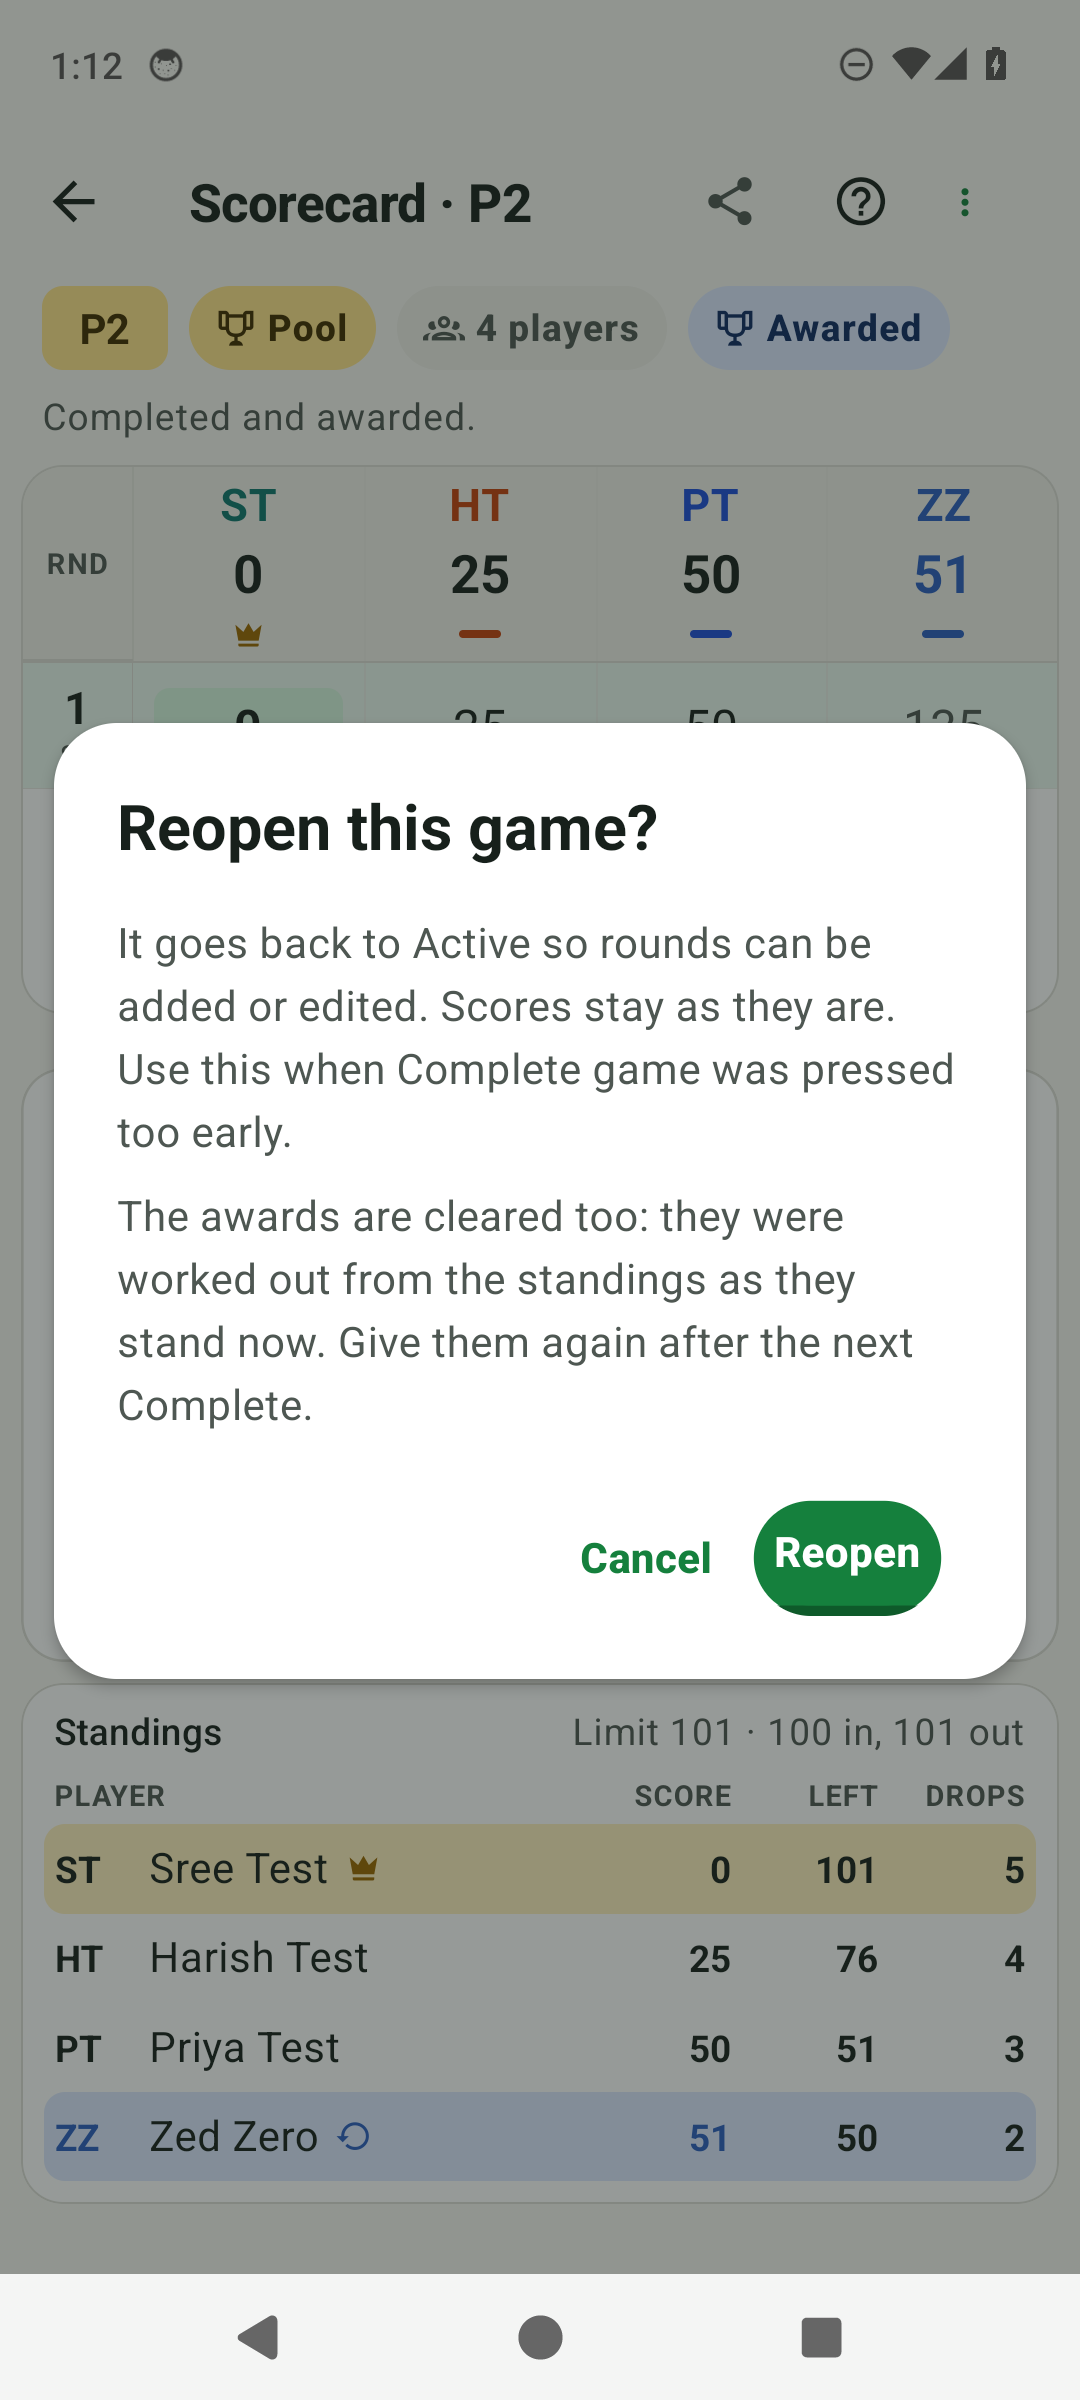 1:12
Scorecard · P2
P2
Pool
4 players
Awarded
Completed and awarded.
ST HT PT ZZ
RND 0 25 50 51
1
Reopen this game?
It goes back to Active so rounds can be
added or edited. Scores stay as they are.
Use this when Complete game was pressed
too early.
The awards are cleared too: they were
worked out from the standings as they
stand now. Give them again after the next
Complete.
Cancel
Reopen
Standings Limit 101 · 100 in, 101 out
PLAYER SCORE LEFT DROPS
ST Sree Test 0 101 5
HT Harish Test 25 76 4
PT Priya Test 50 51 3
ZZ Zed Zero 51 50 2